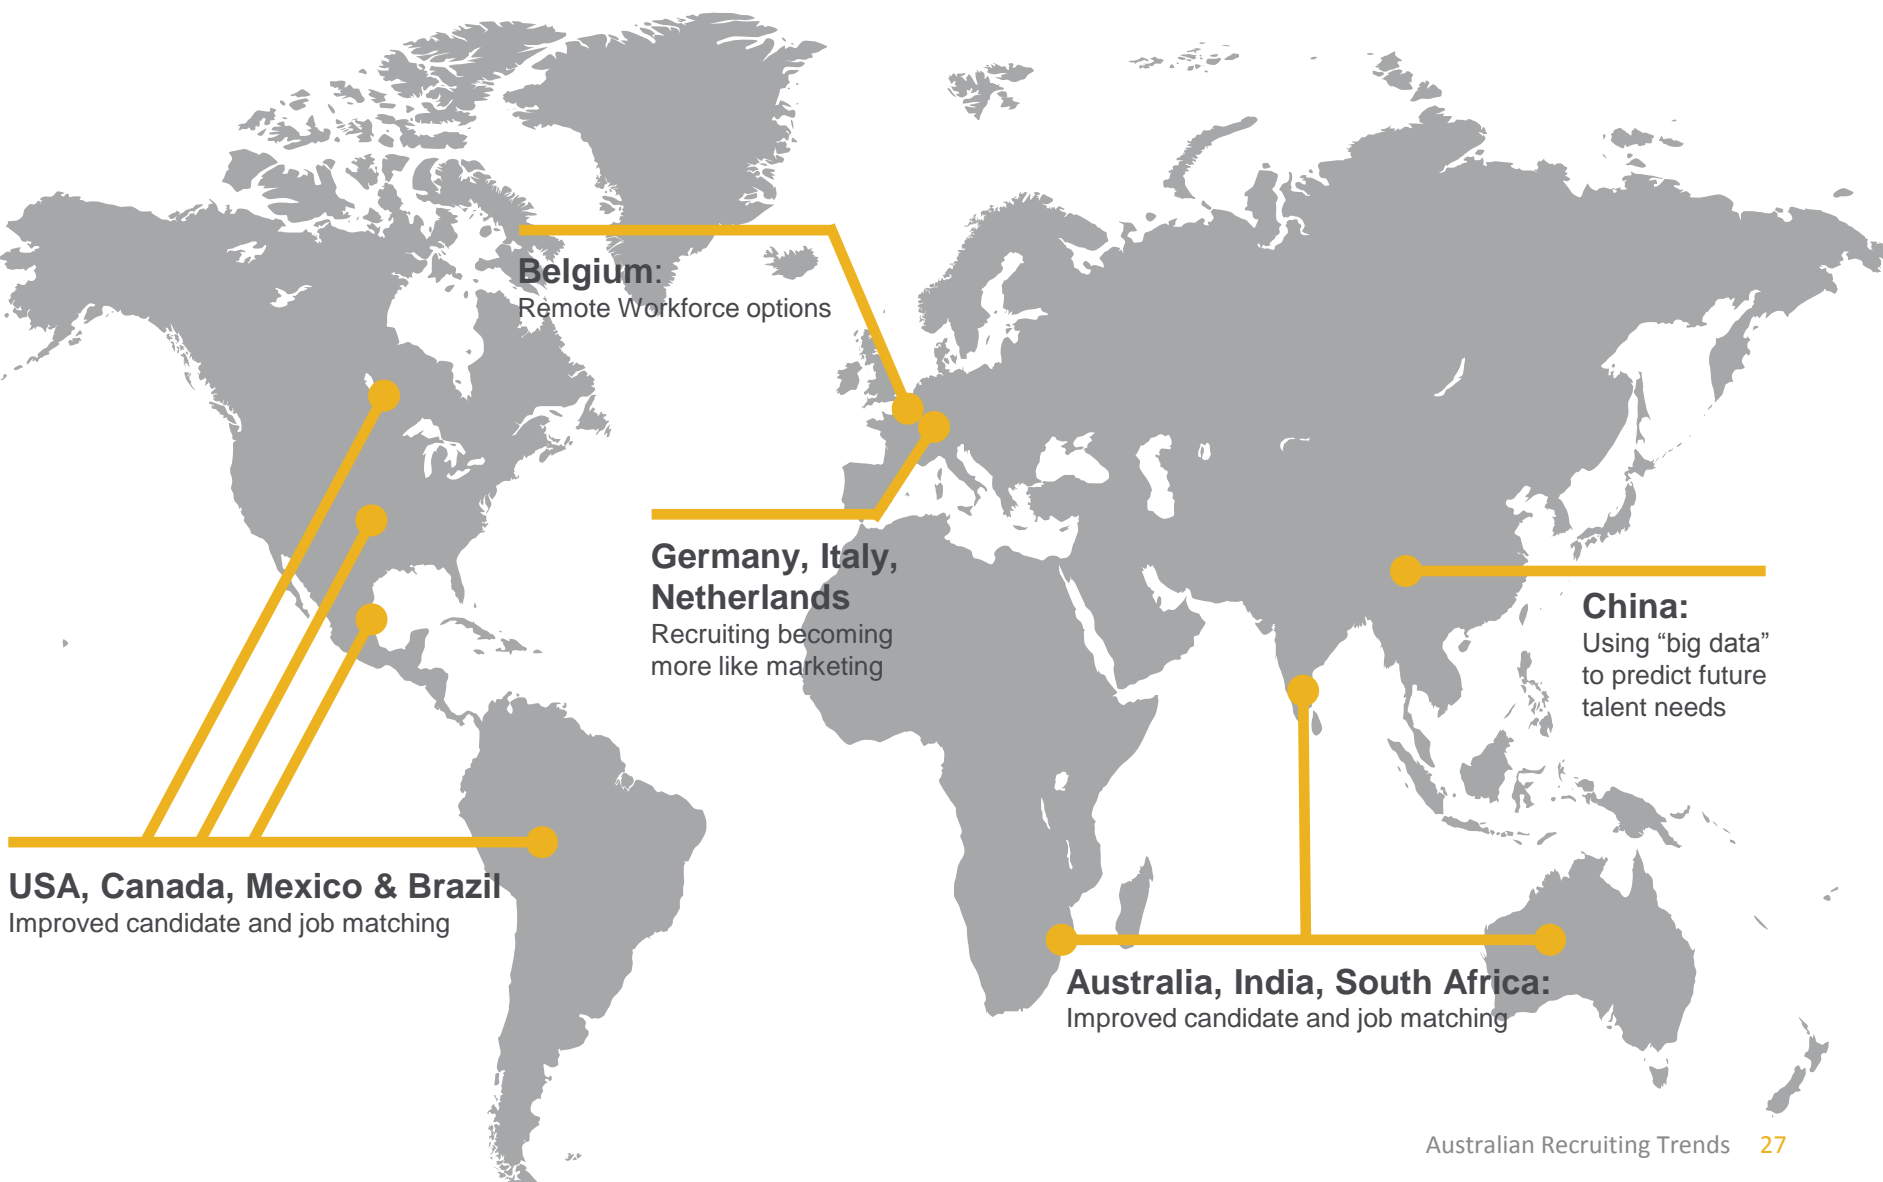 Belgium:
Remote Workforce options
Germany, Italy,
Netherlands
Recruiting becoming
more like marketing
China:
Using “big data”
to predict future
talent needs
USA, Canada, Mexico & Brazil
Improved candidate and job matching
Australia, India, South Africa:
Improved candidate and job matching
Australian Recruiting Trends 27